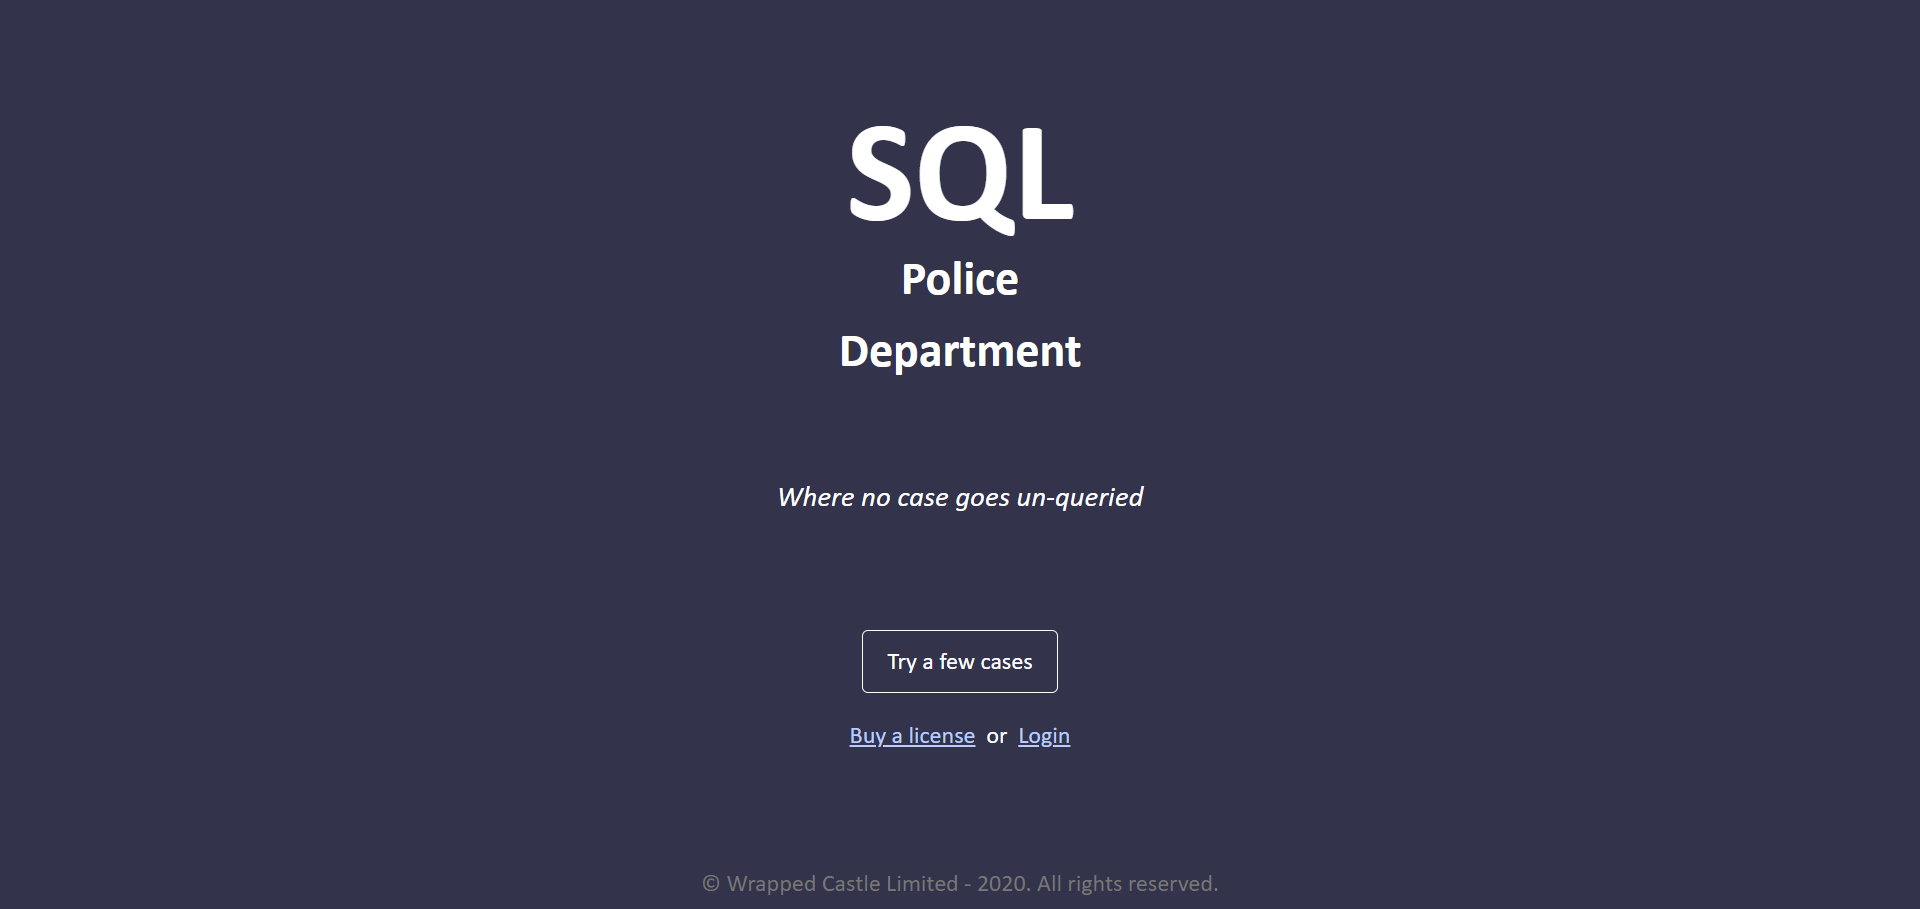 SQL
Police
Department
Where no case goes un-queried
Try a few cases
Buy a license or Login
© Wrapped Castle Limited - 2020. All rights reserved.